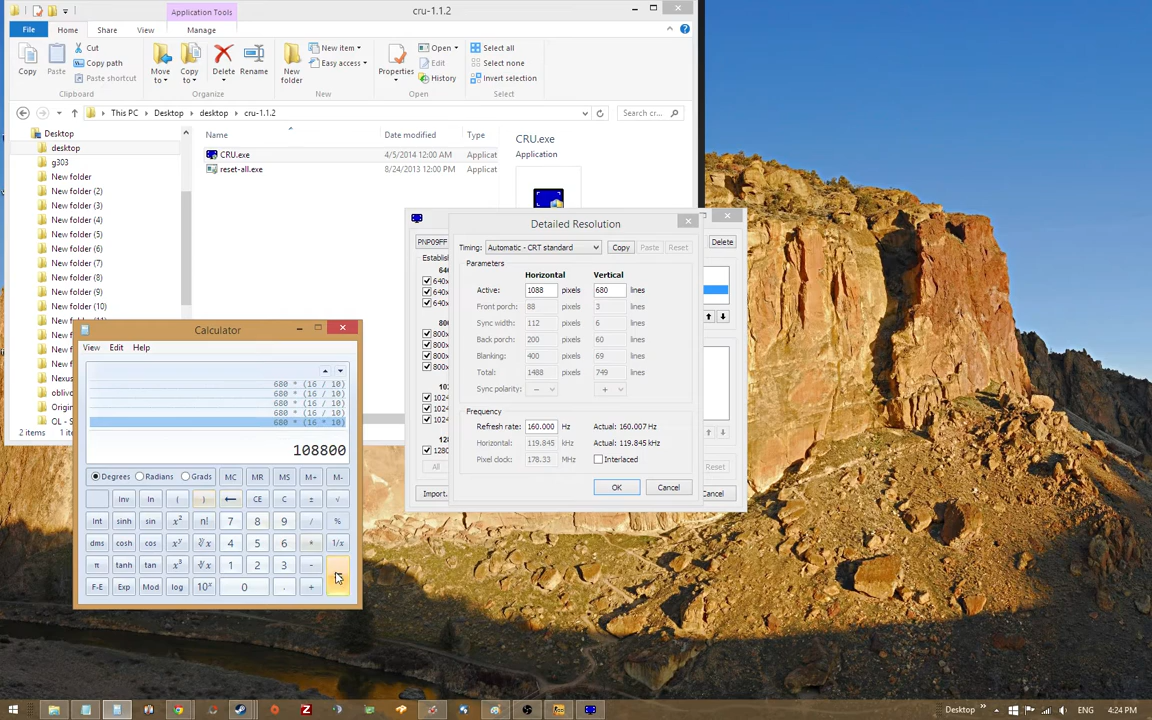 Application Tools
cru-1.1.2
File
Home
Share
View
Manage
Copy
Paste
Cut
Copy path
Paste shortcut
Clipboard
Move to
Copy to
Delete
Rename
Organize
New folder
New item
Easy access
New
Properties
Open
Edit
History
Open
Select all
Select none
Invert selection
Select
This PC
Desktop
desktop
cru-1.1.2
Search cr...
Desktop
desktop
g303
New folder
New folder (2)
New folder (3)
New folder (4)
New folder (5)
New folder (6)
New folder (7)
New folder (8)
New folder (9)
New folder (10)
Name
Date modified
Type
CRU.exe
4/5/2014 12:00 AM
Applicat
reset-all.exe
8/24/2013 12:00 PM
Applicat
CRU.exe
Application
2 items
Calculator
View Edit Help
680 * (16 / 10)
680 * (16 / 10)
680 * (16 / 10)
680 * (16 / 10)
680 * (16 * 10)
108800
Degrees Radians Grads MC MR MS M+ M-
Inv ln ( ) ← CE C ± √
Int sinh sin x² n! 7 8 9 / %
dms cosh cos 4 5 6 * 1/x
π tanh tan x³ 1 2 3 -
F-E Exp Mod log 10ˣ 0 . +
PNP09FF
Delete
Detailed Resolution
Timing: Automatic - CRT standard Copy Paste Reset
Parameters
Horizontal Vertical
Active: 1088 pixels 680 lines
Front porch: 88 pixels 3 lines
Sync width: 112 pixels 6 lines
Back porch: 200 pixels 60 lines
Blanking: 400 pixels 69 lines
Total: 1488 pixels 749 lines
Sync polarity: − +
Frequency
Refresh rate: 160.000 Hz Actual: 160.007 Hz
Horizontal: 119.845 kHz Actual: 119.845 kHz
Pixel clock: 178.33 MHz Interlaced
OK Cancel
All
Reset
Import...
Cancel
Desktop
ENG
4:24 PM